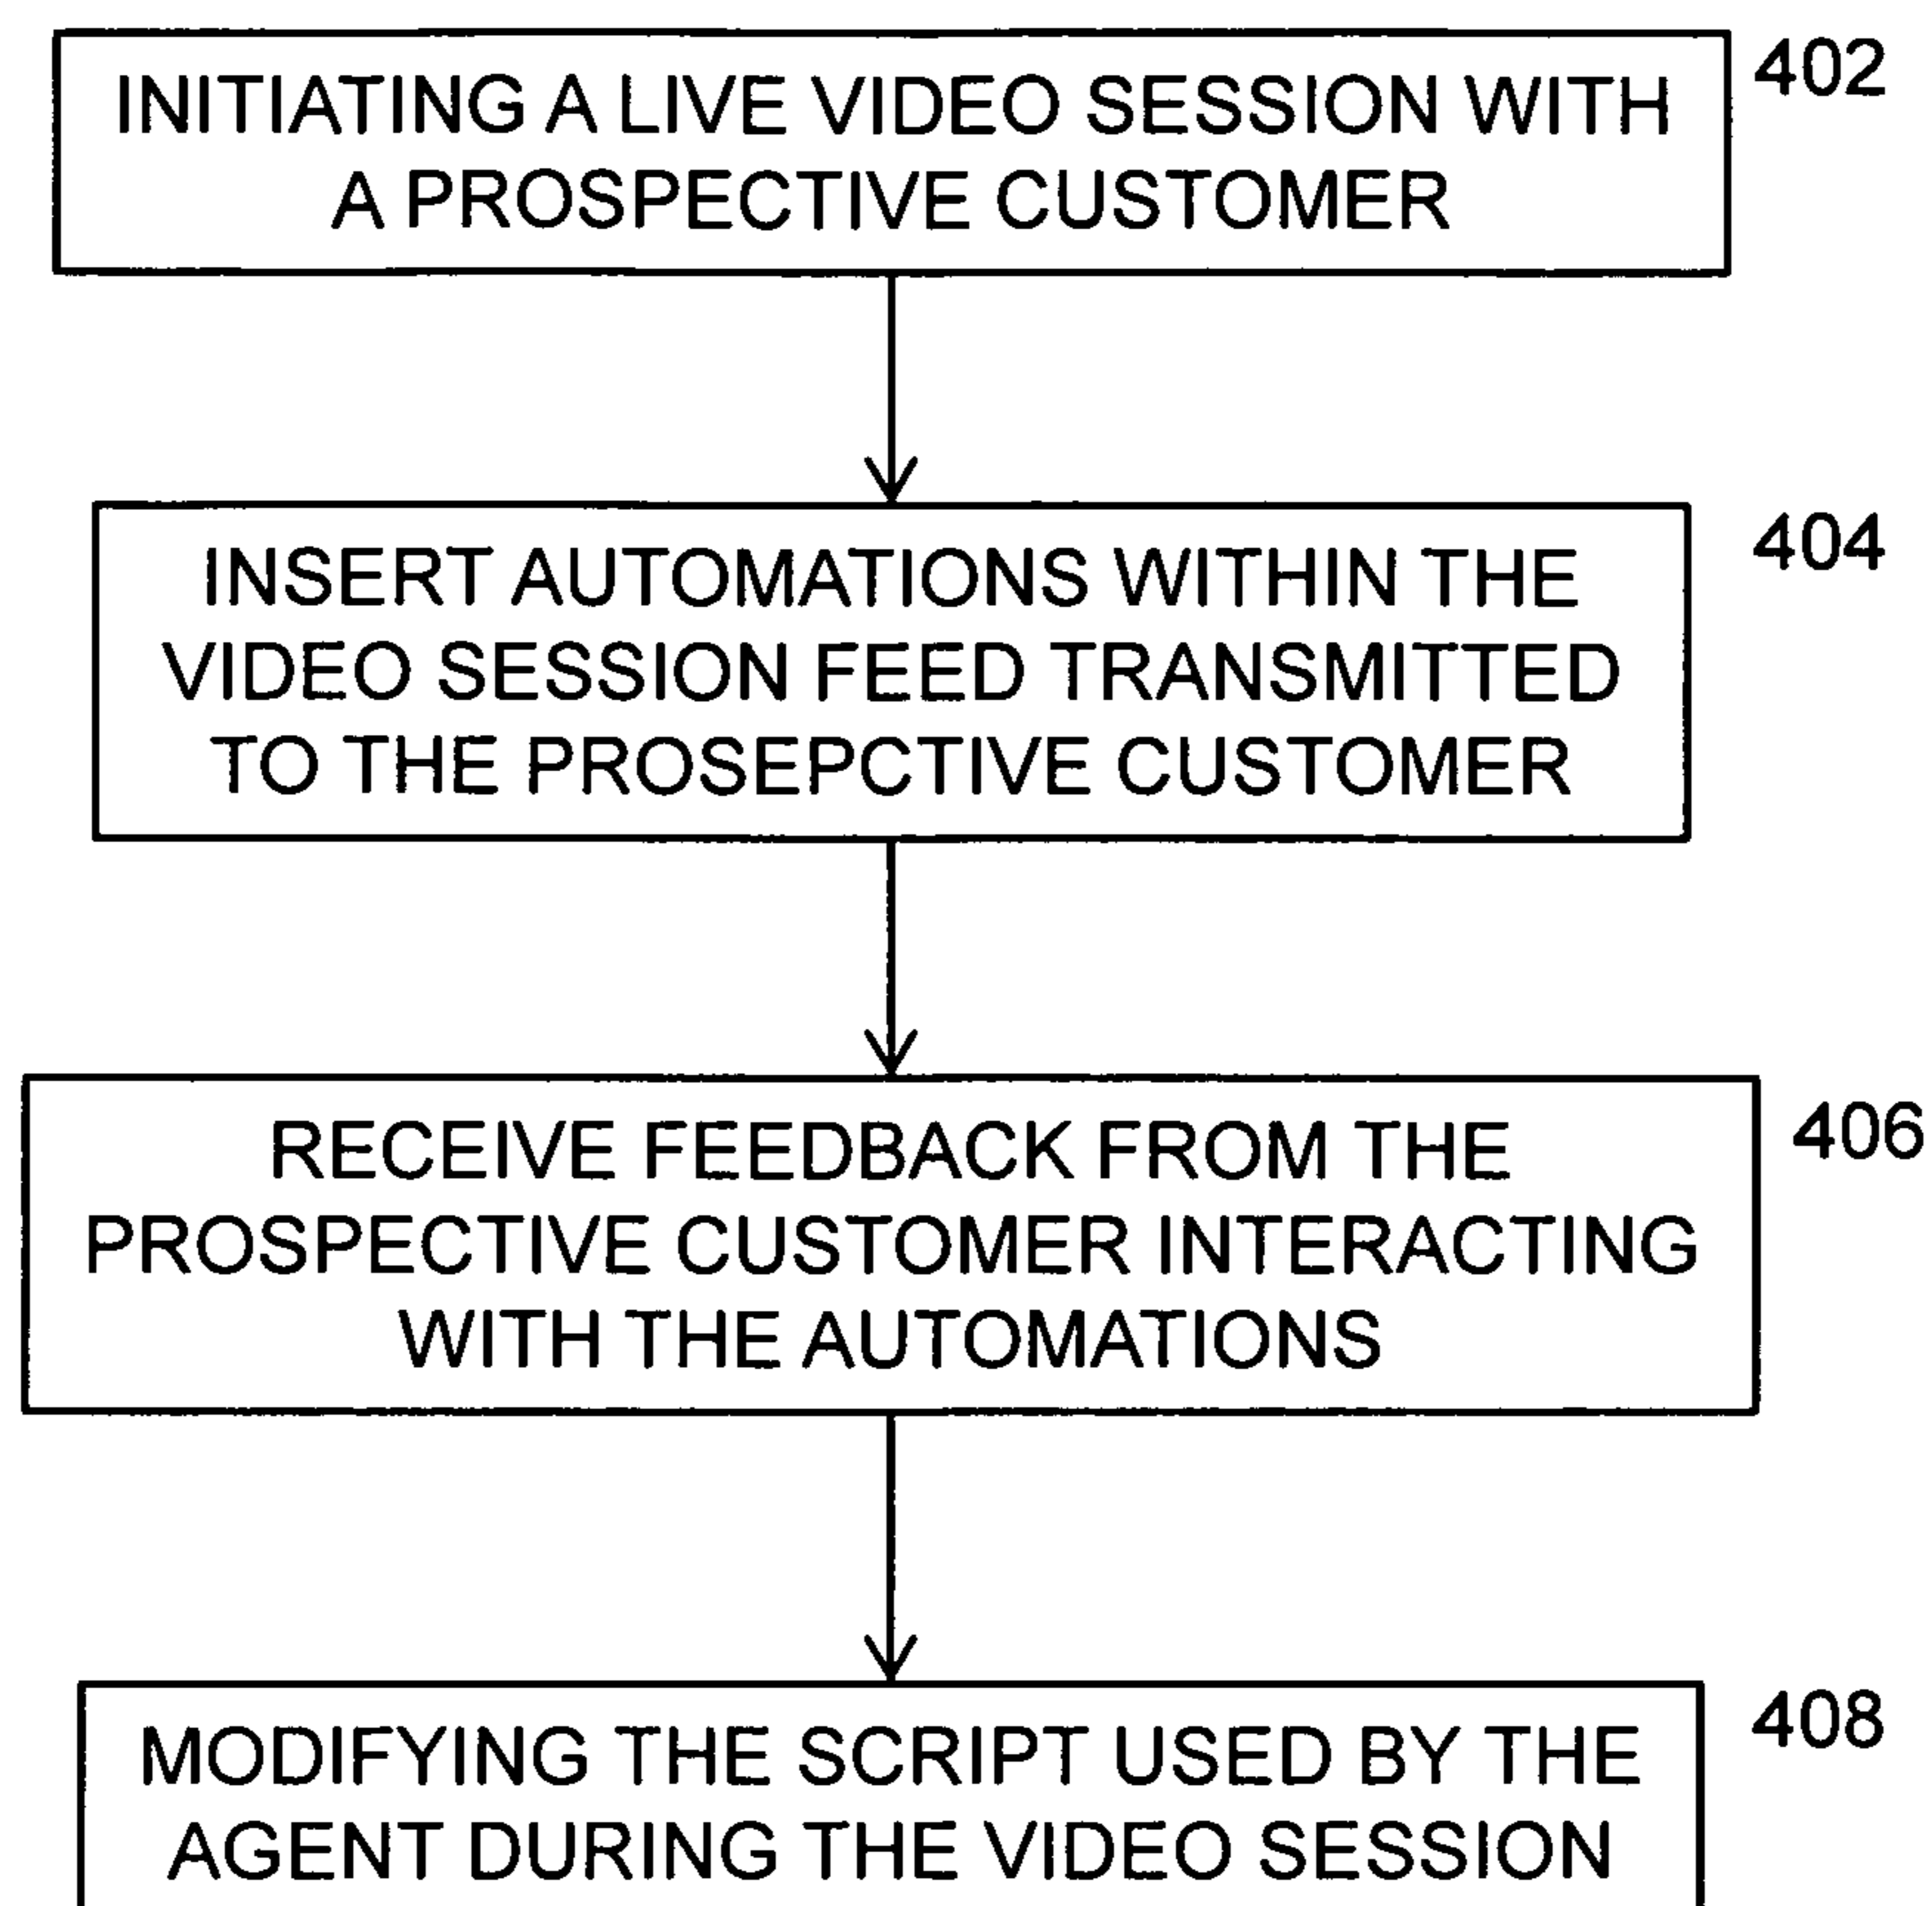 INITIATING A LIVE VIDEO SESSION WITH 402
A PROSPECTIVE CUSTOMER
INSERT AUTOMATIONS WITHIN THE 404
VIDEO SESSION FEED TRANSMITTED
TO THE PROSEPCTIVE CUSTOMER
RECEIVE FEEDBACK FROM THE 406
PROSPECTIVE CUSTOMER INTERACTING
WITH THE AUTOMATIONS
MODIFYING THE SCRIPT USED BY THE 408
AGENT DURING THE VIDEO SESSION